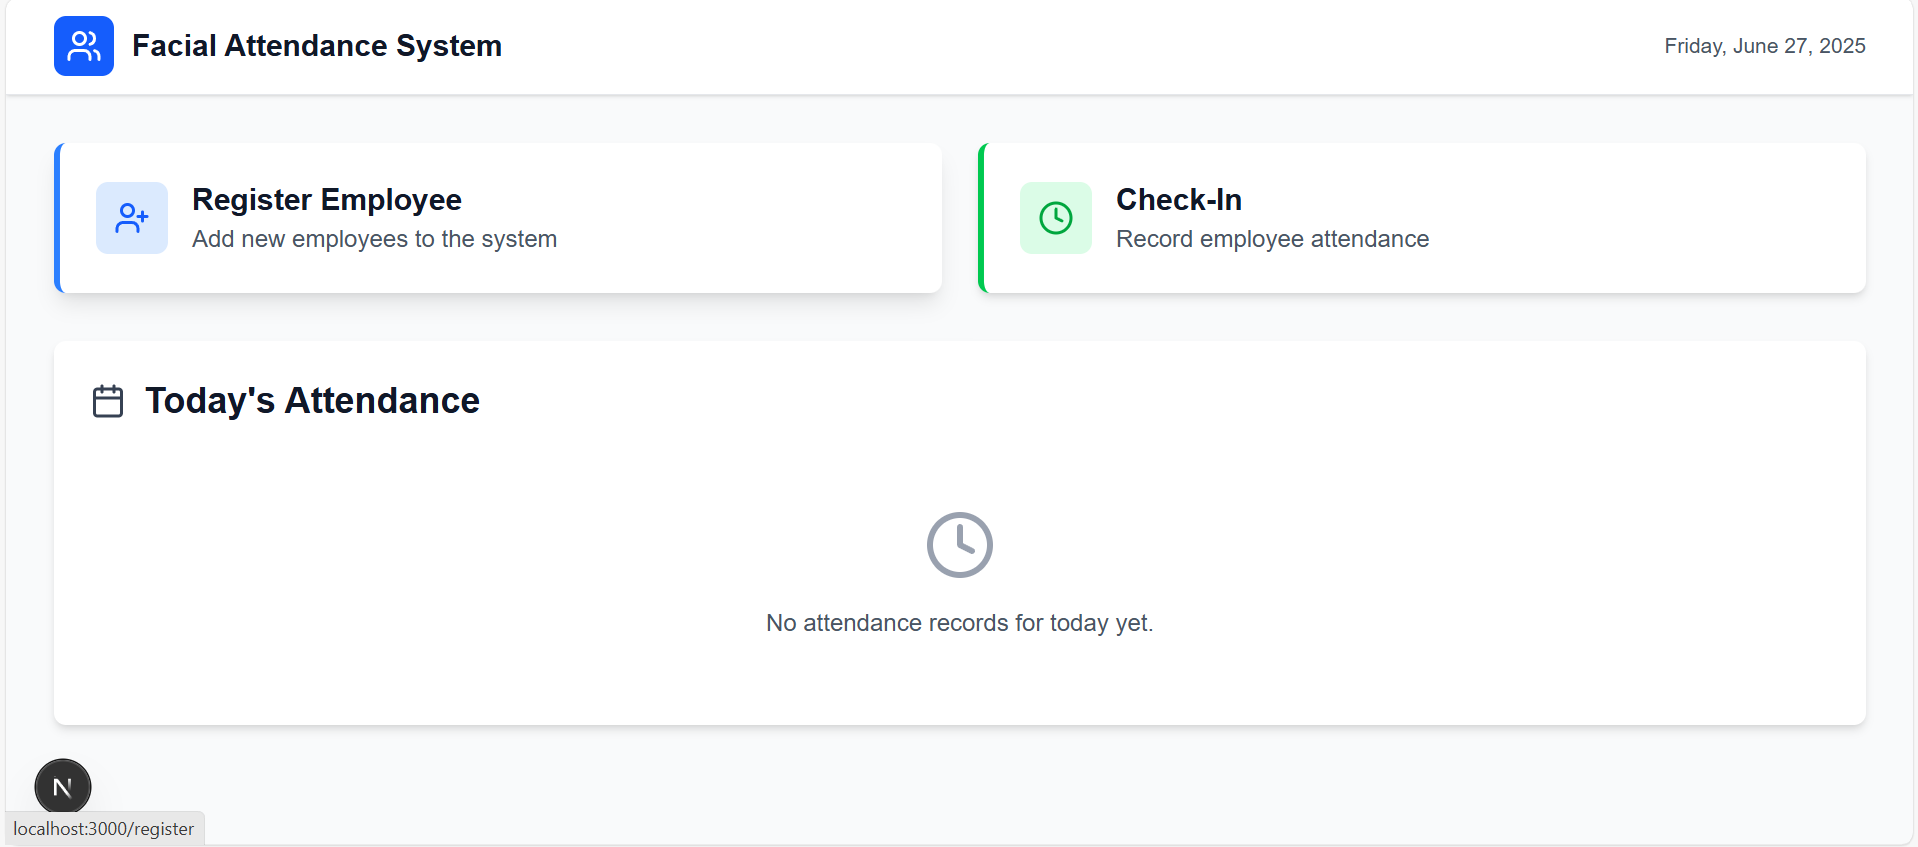 Facial Attendance System
Friday, June 27, 2025
Register Employee
Add new employees to the system
Check-In
Record employee attendance
Today's Attendance
No attendance records for today yet.
N
localhost:3000/register